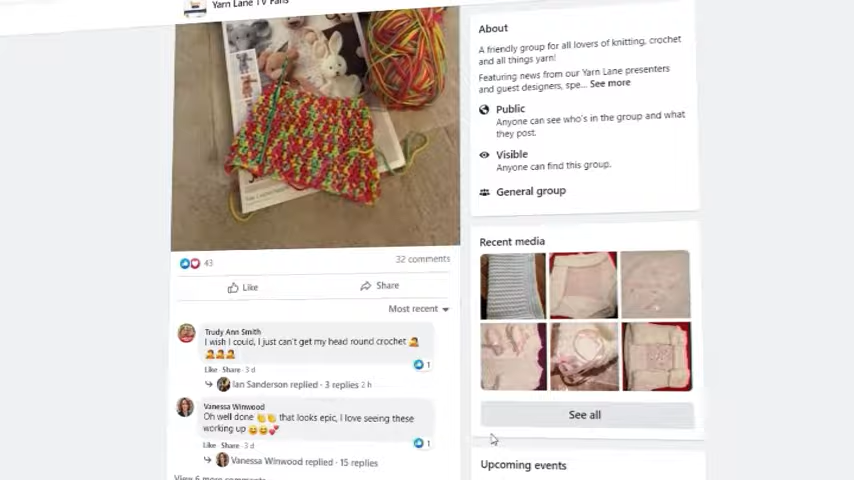 Yarn Lane TV Fans
43
32 comments
Like
Share
Most recent
Trudy Ann Smith
I wish I could, I just can't get my head round crochet
1
Like · Share · 3 d
Ian Sanderson replied · 3 replies 2 h
Vanessa Winwood
Oh well done that looks epic, I love seeing these
working up
1
Like · Share · 3 d
Vanessa Winwood replied · 15 replies
View 6 more comments
About
A friendly group for all lovers of knitting, crochet
and all things yarn!
Featuring news from our Yarn Lane presenters
and guest designers, spe... See more
Public
Anyone can see who's in the group and what
they post.
Visible
Anyone can find this group.
General group
Recent media
See all
Upcoming events